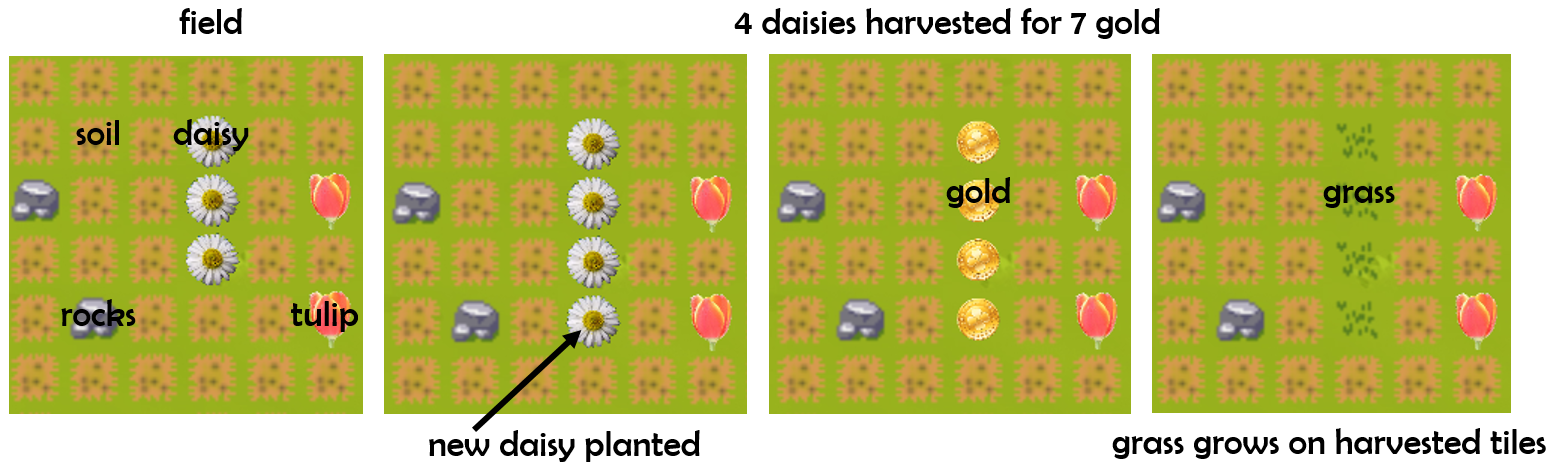 field
4 daisies harvested for 7 gold
soil
daisy
gold
grass
rocks
tulip
new daisy planted
grass grows on harvested tiles